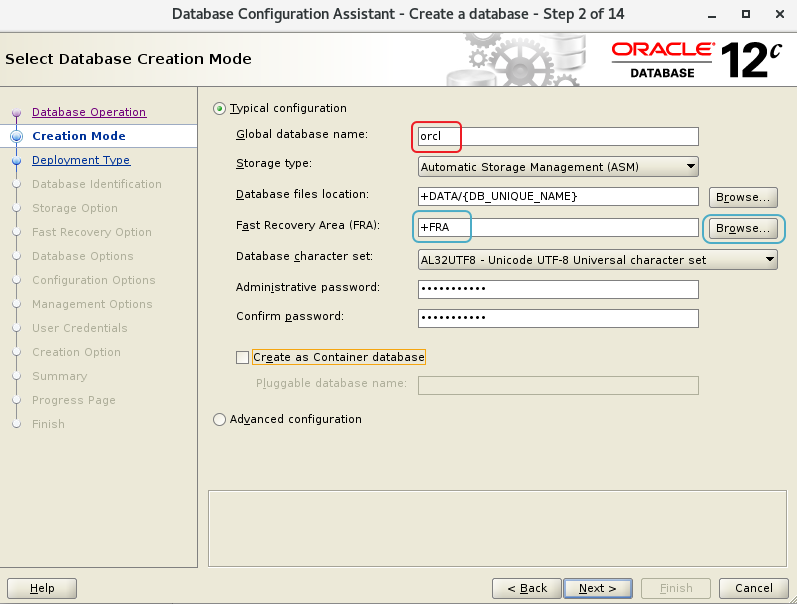 Database Configuration Assistant - Create a database - Step 2 of 14
Select Database Creation Mode
ORACLE
DATABASE
12c
Database Operation
Creation Mode
Deployment Type
Database Identification
Storage Option
Fast Recovery Option
Database Options
Configuration Options
Management Options
User Credentials
Creation Option
Summary
Progress Page
Finish
Typical configuration
Global database name: orcl
Storage type: Automatic Storage Management (ASM)
Database files location: +DATA/{DB_UNIQUE_NAME} Browse...
Fast Recovery Area (FRA): +FRA Browse...
Database character set: AL32UTF8 - Unicode UTF-8 Universal character set
Administrative password: •••••••••••
Confirm password: •••••••••••
Create as Container database
Pluggable database name:
Advanced configuration
Help < Back Next > Finish Cancel